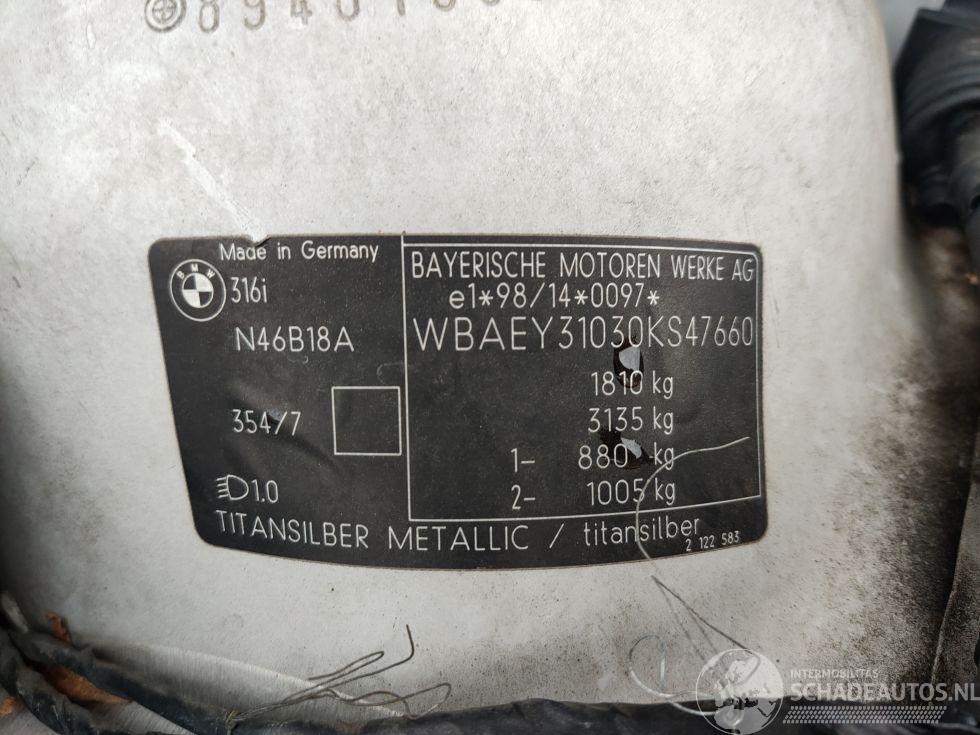 Made in Germany
BMW
316i
N46B18A
354/7
1.0
BAYERISCHE MOTOREN WERKE AG
e1*98/14*0097*
WBAEY31030KS47660
1810 kg
3135 kg
1- 880 kg
2- 1005 kg
TITANSILBER METALLIC / titansilber
2 122 583
INTERMOBILITAS
SCHADEAUTOS.NL